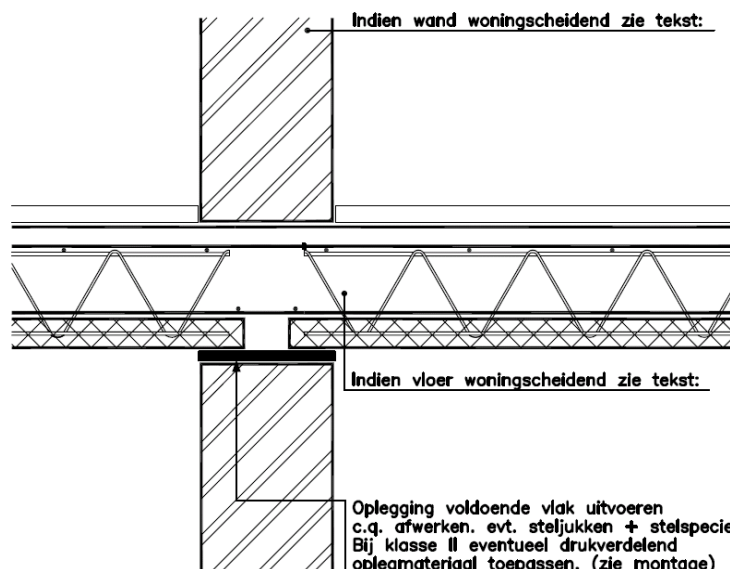 Indien wand woningscheidend zie tekst:
Indien vloer woningscheidend zie tekst:
Oplegging voldoende vlak uitvoeren
c.q. afwerken. evt. steljukken + stelspecie
Bij klasse II eventueel drukverdelend
oplegmateriaal toepassen. (zie montage)